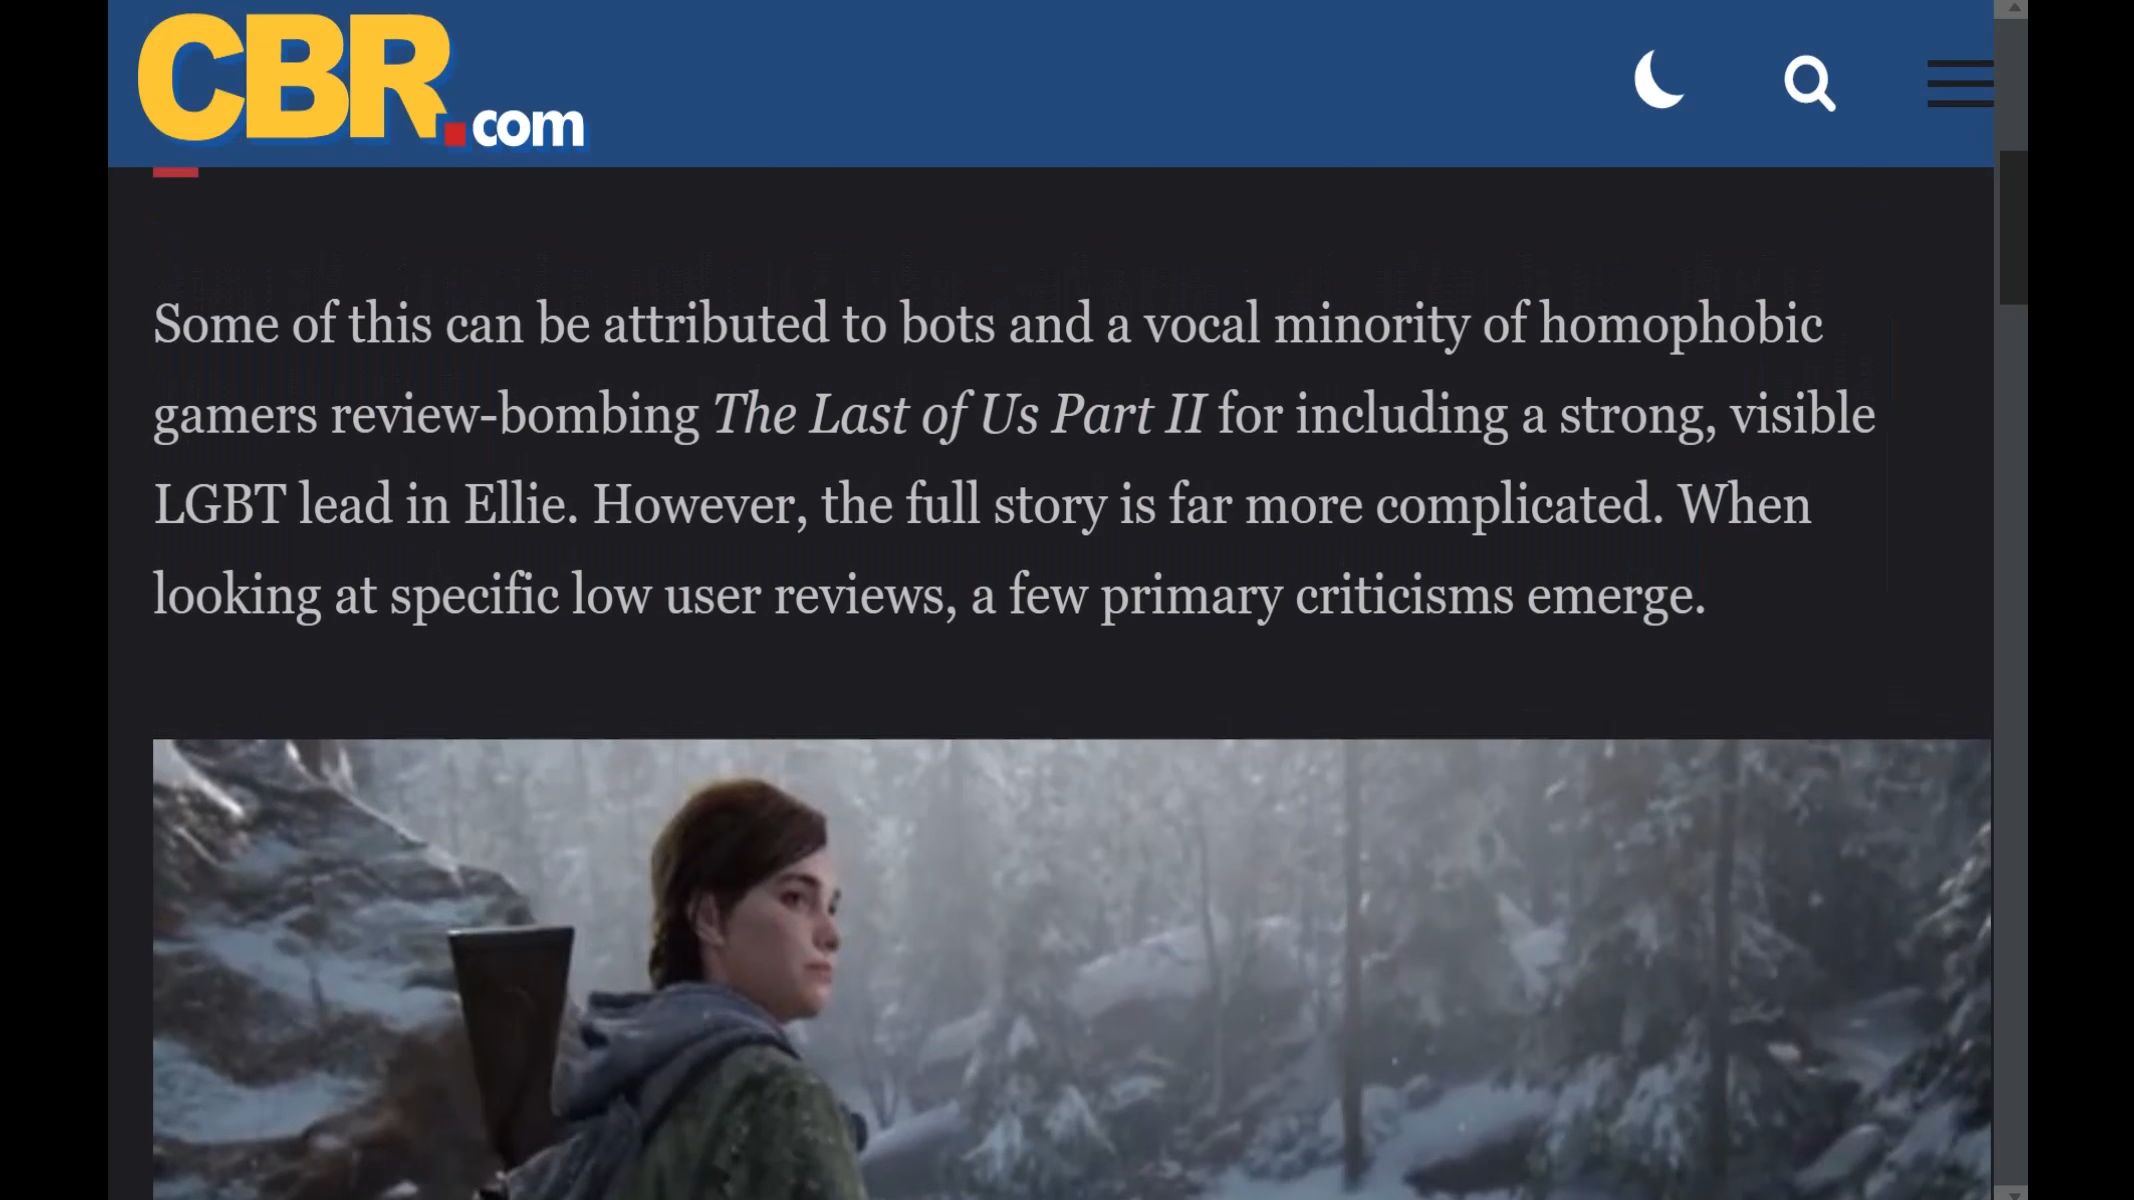 CBR.com
Some of this can be attributed to bots and a vocal minority of homophobic
gamers review-bombing The Last of Us Part II for including a strong, visible
LGBT lead in Ellie. However, the full story is far more complicated. When
looking at specific low user reviews, a few primary criticisms emerge.